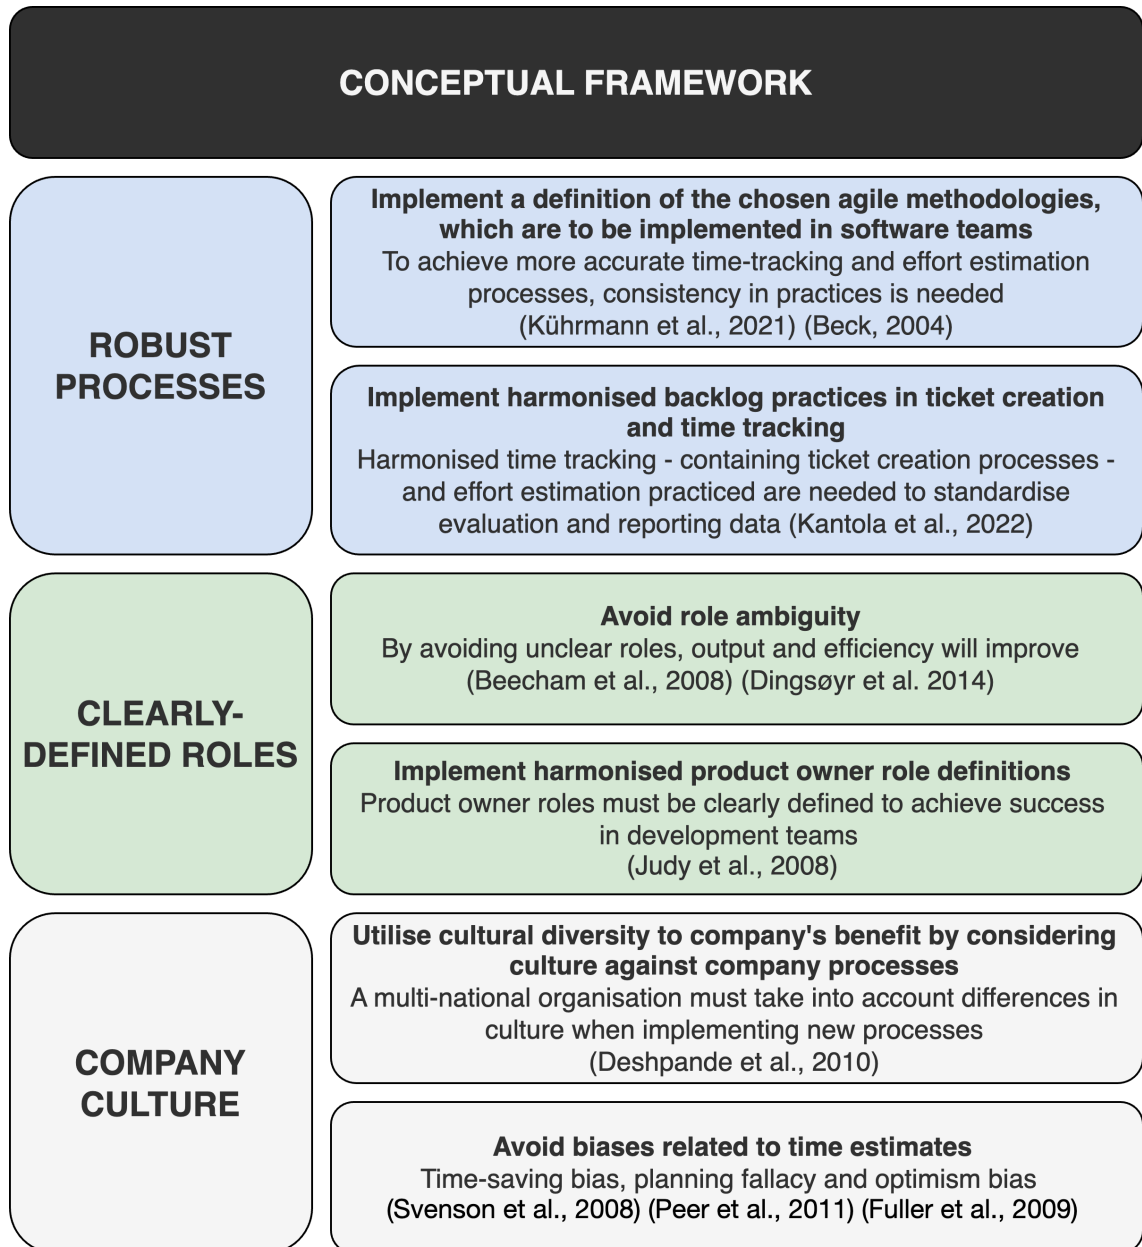 CONCEPTUAL FRAMEWORK
ROBUST
PROCESSES
Implement a definition of the chosen agile methodologies,
which are to be implemented in software teams
To achieve more accurate time-tracking and effort estimation
processes, consistency in practices is needed
(Kührmann et al., 2021) (Beck, 2004)
Implement harmonised backlog practices in ticket creation
and time tracking
Harmonised time tracking - containing ticket creation processes -
and effort estimation practiced are needed to standardise
evaluation and reporting data (Kantola et al., 2022)
CLEARLY-
DEFINED ROLES
Avoid role ambiguity
By avoiding unclear roles, output and efficiency will improve
(Beecham et al., 2008) (Dingsøyr et al. 2014)
Implement harmonised product owner role definitions
Product owner roles must be clearly defined to achieve success
in development teams
(Judy et al., 2008)
COMPANY
CULTURE
Utilise cultural diversity to company's benefit by considering
culture against company processes
A multi-national organisation must take into account differences in
culture when implementing new processes
(Deshpande et al., 2010)
Avoid biases related to time estimates
Time-saving bias, planning fallacy and optimism bias
(Svenson et al., 2008) (Peer et al., 2011) (Fuller et al., 2009)